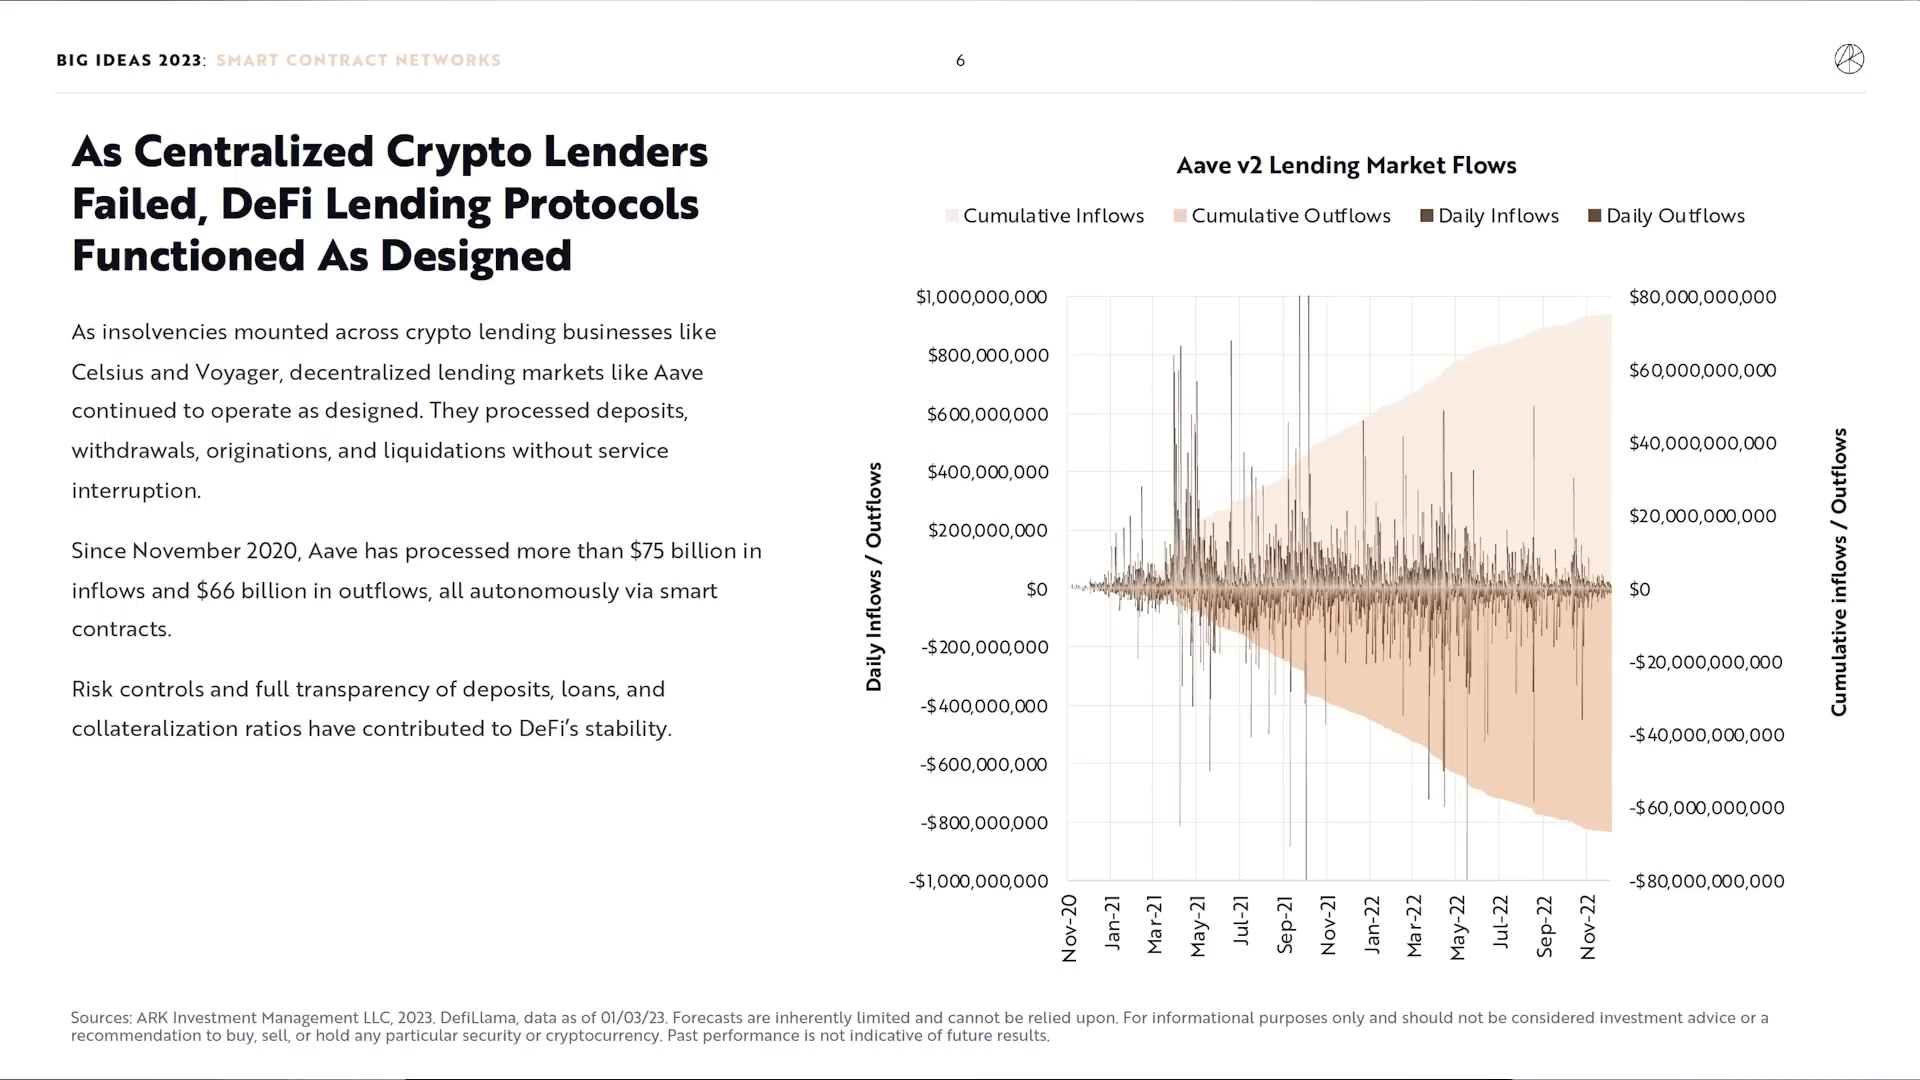 BIG IDEAS 2023: SMART CONTRACT NETWORKS
6
As Centralized Crypto Lenders
Failed, DeFi Lending Protocols
Functioned As Designed
As insolvencies mounted across crypto lending businesses like
Celsius and Voyager, decentralized lending markets like Aave
continued to operate as designed. They processed deposits,
withdrawals, originations, and liquidations without service
interruption.
Since November 2020, Aave has processed more than $75 billion in
inflows and $66 billion in outflows, all autonomously via smart
contracts.
Risk controls and full transparency of deposits, loans, and
collateralization ratios have contributed to DeFi’s stability.
Aave v2 Lending Market Flows
Cumulative Inflows
Cumulative Outflows
Daily Inflows
Daily Outflows
Daily Inflows / Outflows
$1,000,000,000
$800,000,000
$600,000,000
$400,000,000
$200,000,000
$0
-$200,000,000
-$400,000,000
-$600,000,000
-$800,000,000
-$1,000,000,000
$80,000,000,000
$60,000,000,000
$40,000,000,000
$20,000,000,000
$0
-$20,000,000,000
-$40,000,000,000
-$60,000,000,000
-$80,000,000,000
Cumulative inflows / Outflows
Nov-20
Jan-21
Mar-21
May-21
Jul-21
Sep-21
Nov-21
Jan-22
Mar-22
May-22
Jul-22
Sep-22
Nov-22
Sources: ARK Investment Management LLC, 2023. DefiLlama, data as of 01/03/23. Forecasts are inherently limited and cannot be relied upon. For informational purposes only and should not be considered investment advice or a
recommendation to buy, sell, or hold any particular security or cryptocurrency. Past performance is not indicative of future results.